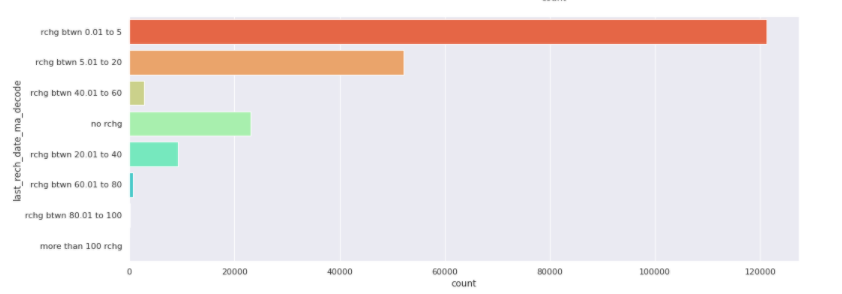 count
rchg btwn 0.01 to 5
rchg btwn 5.01 to 20
rchg btwn 40.01 to 60
no rchg
rchg btwn 20.01 to 40
rchg btwn 60.01 to 80
rchg btwn 80.01 to 100
more than 100 rchg
last_rech_date_ma_decode
0 20000 40000 60000 80000 100000 120000
count